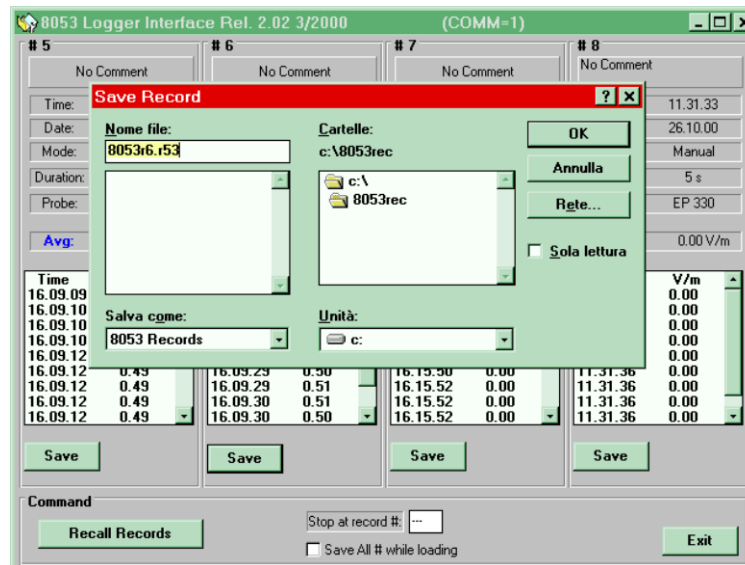 8053 Logger Interface Rel. 2.02 3/2000 (COMM=1)
# 5 # 6 # 7 # 8
No Comment No Comment No Comment No Comment
Save Record
Time: 11.31.33
Date: 26.10.00
Mode: Manual
Duration: 5 s
Probe: EP 330
Avg: 0.00 V/m
Nome file:
8053r6.r53
Cartelle:
c:\8053rec
c:\
8053rec
OK
Annulla
Rete...
Sola lettura
Salva come:
8053 Records
Unità:
c:
Time V/m
16.09.09 0.00
16.09.10 0.00
16.09.10 0.00
16.09.10 0.00
16.09.12 0.00
16.09.12 0.49 16.09.29 0.50 16.15.50 0.00 11.31.36 0.00
16.09.12 0.49 16.09.29 0.51 16.15.52 0.00 11.31.36 0.00
16.09.12 0.49 16.09.30 0.51 16.15.52 0.00 11.31.36 0.00
16.09.12 0.49 16.09.30 0.50 16.15.52 0.00 11.31.36 0.00
Save Save Save Save
Command
Recall Records
Stop at record #: ---
Save All # while loading
Exit